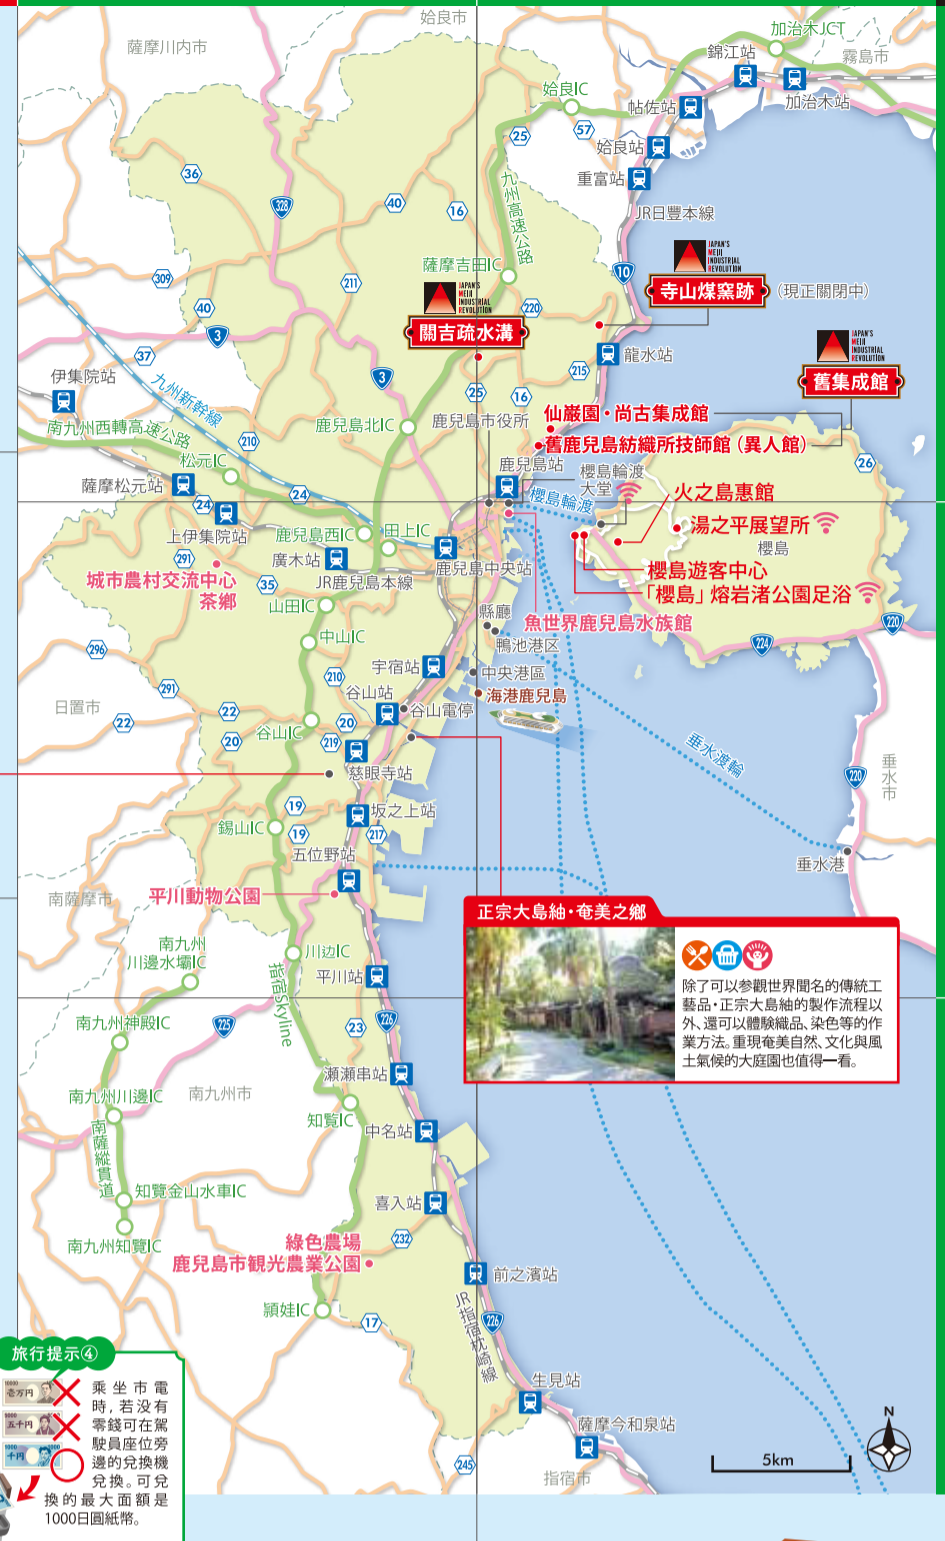 姶良市
薩摩川內市
加治木JCT
錦江站
霧島市
姶良IC
帖佐站
加治木站
25
57
姶良站
36
重富站
328
40
16
九州高速公路
JR日豐本線
薩摩吉田IC
10
JAPAN'S
MEIJI
INDUSTRIAL
REVOLUTION
寺山煤窯跡
(現正關閉中)
309
211
JAPAN'S
MEIJI
INDUSTRIAL
REVOLUTION
關吉疏水溝
220
40
3
JAPAN'S
MEIJI
INDUSTRIAL
REVOLUTION
舊集成館
37
龍水站
215
伊集院站
九州新幹線
3
25
16
仙巖園・尚古集成館
鹿兒島北IC
鹿兒島市役所
南九州西轉高速公路
210
舊鹿兒島紡織所技師館(異人館)
松元IC
鹿兒島站
櫻島輪渡
大堂
26
薩摩松元站
24
24
櫻島輪渡
火之島惠館
上伊集院站
鹿兒島西IC
田上IC
湯之平展望所
櫻島
291
廣木站
鹿兒島中央站
城市農村交流中心
茶鄉
35
JR鹿兒島本線
櫻島遊客中心
「櫻島」熔岩渚公園足浴
山田IC
縣廳
魚世界鹿兒島水族館
220
中山IC
鴨池港区
224
296
宇宿站
中央港區
210
291
谷山站
海港鹿兒島
日置市
22
22
20
谷山電停
谷山IC
20
219
垂水渡輪
慈眼寺站
220
垂水市
19
坂之上站
錫山IC
19
217
五位野站
垂水港
南薩摩市
平川動物公園
正宗大島紬・奄美之鄉
除了可以參觀世界聞名的傳統工
藝品・正宗大島紬的製作流程以
外、還可以體驗織品、染色等的作
業方法。重現奄美自然、文化與風
土氣候的大庭園也值得一看。
南九州
川邊水壩IC
川辺IC
指宿Skyline
平川站
南九州神殿IC
225
23
226
瀬瀬串站
南九州川邊IC
南九州市
知覧IC
中名站
南薩縱貫道
知覽金山水車IC
喜入站
南九州知覽IC
232
綠色農場
鹿兒島市観光農業公園
前之濱站
穎娃IC
17
JR指宿枕崎線
226
生見站
薩摩今和泉站
245
指宿市
N
5km
旅行提示④
10000
壱万円
5000
五千円
1000
千円
乘坐市電
時,若没有
零錢可在駕
駛員座位旁
邊的兌換機
兌換。可兌
換的最大面額是
1000日圓紙幣。